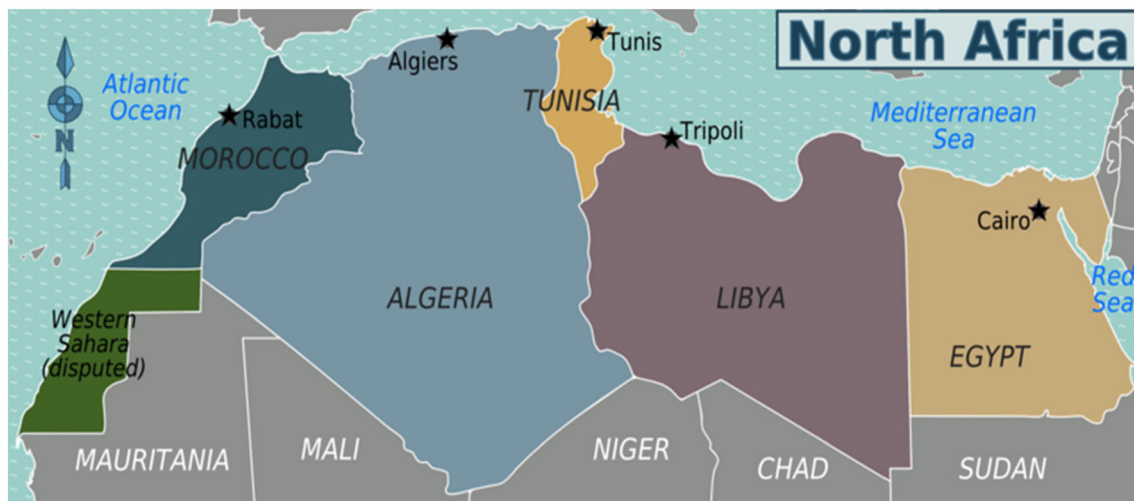 North Africa
Atlantic
Ocean
N
Algiers
Tunis
TUNISIA
Rabat
MOROCCO
Tripoli
Mediterranean
Sea
Cairo
Red
Sea
ALGERIA
LIBYA
EGYPT
Western
Sahara
(disputed)
MAURITANIA
MALI
NIGER
CHAD
SUDAN